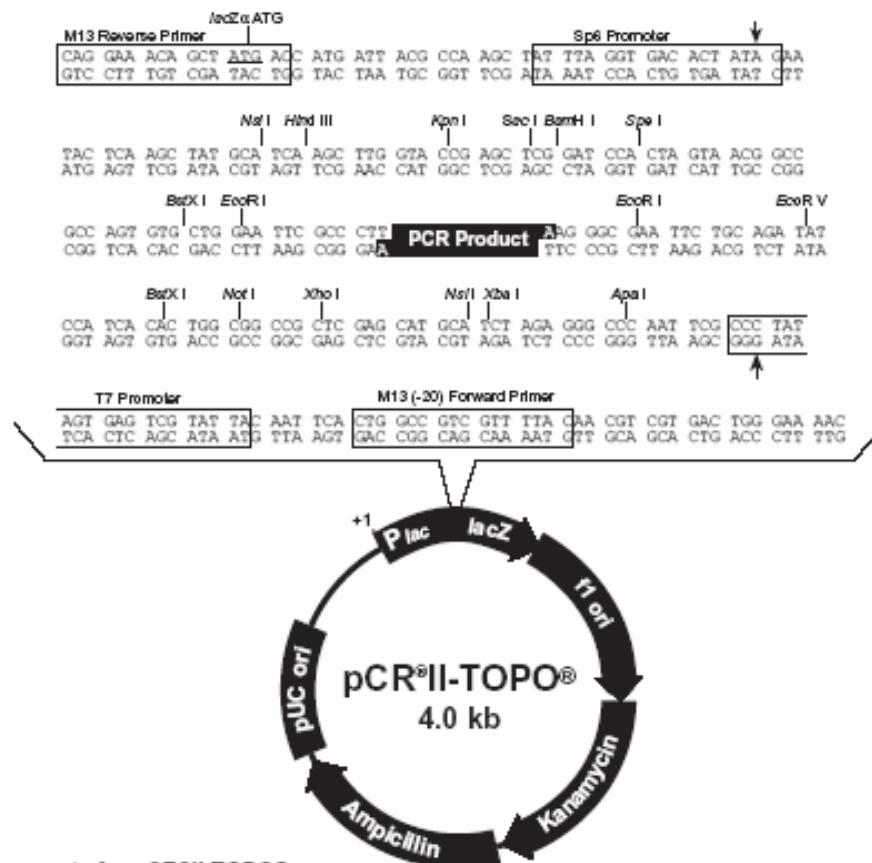 lacZα ATG
M13 Reverse Primer
Sp6 Promoter
CAG GAA ACA GCT ATG ACC ATG ATT ACG CCA AGC TAT TTA GGT GAC ACT ATA GAA
GTC CTT TGT CGA TAC TGG TAC TAA TGC GGT TCG ATA AAT CCA CTG TGA TAT CTT
Nsi I Hind III Kpn I Sac I BamH I Spe I
TAC TCA AGC TAT GCA TCA AGC TTG GTA CCG AGC TCG GAT CCA CTA GTA ACG GCC
ATG AGT TCG ATA CGT AGT TCG AAC CAT GGC TCG AGC CTA GGT GAT CAT TGC CGG
BstX I EcoR I EcoR I EcoR V
GCC AGT GTG CTG GAA TTC GCC CTT PCR Product AAG GGC GAA TTC TGC AGA TAT
CGG TCA CAC GAC CTT AAG CGG GAA TTC CCG CTT AAG ACG TCT ATA
BstX I Not I Xho I Nsi I Xba I Apa I
CCA TCA CAC TGG CGG CCG CTC GAG CAT GCA TCT AGA GGG CCC AAT TCG CCC TAT
GGT AGT GTG ACC GCC GGC GAG CTC GTA CGT AGA TCT CCC GGG TTA AGC GGG ATA
T7 Promoter
M13 (-20) Forward Primer
AGT GAG TCG TAT TAC AAT TCA CTG GCC GTC GTT TTA CAA CGT CGT GAC TGG GAA AAC
TCA CTC AGC ATA ATG TTA AGT GAC CGG CAG CAA AAT GTT GCA GCA CTG ACC CTT TTG
+1
P lac lacZ
f1 ori
pUC ori
pCR®II-TOPO®
4.0 kb
Kanamycin
Ampicillin